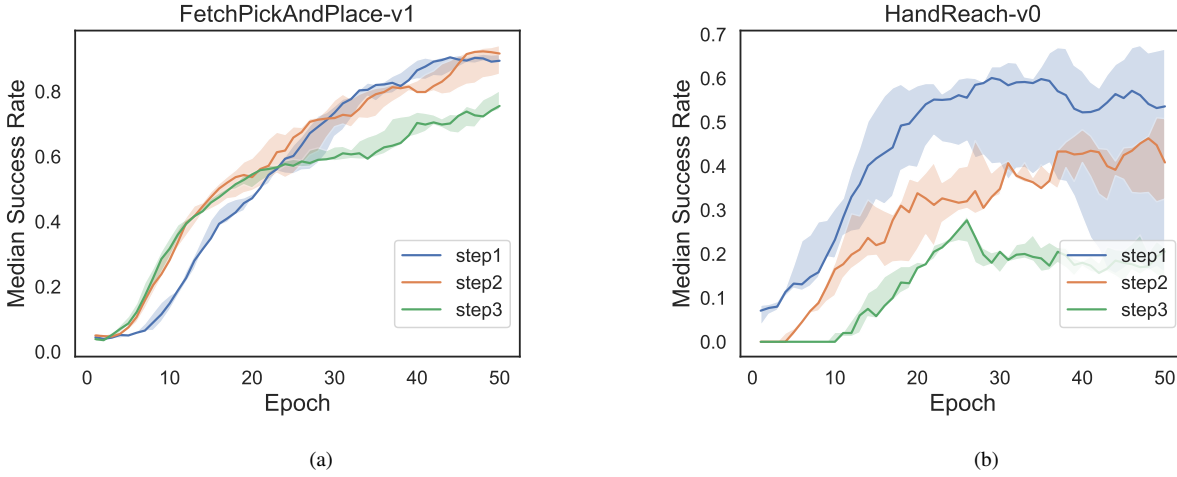 FetchPickAndPlace-v1
Median Success Rate
0.8
0.6
0.4
0.2
0.0
step1
step2
step3
0 10 20 30 40 50
Epoch
(a)
HandReach-v0
Median Success Rate
0.7
0.6
0.5
0.4
0.3
0.2
0.1
0.0
step1
step2
step3
0 10 20 30 40 50
Epoch
(b)